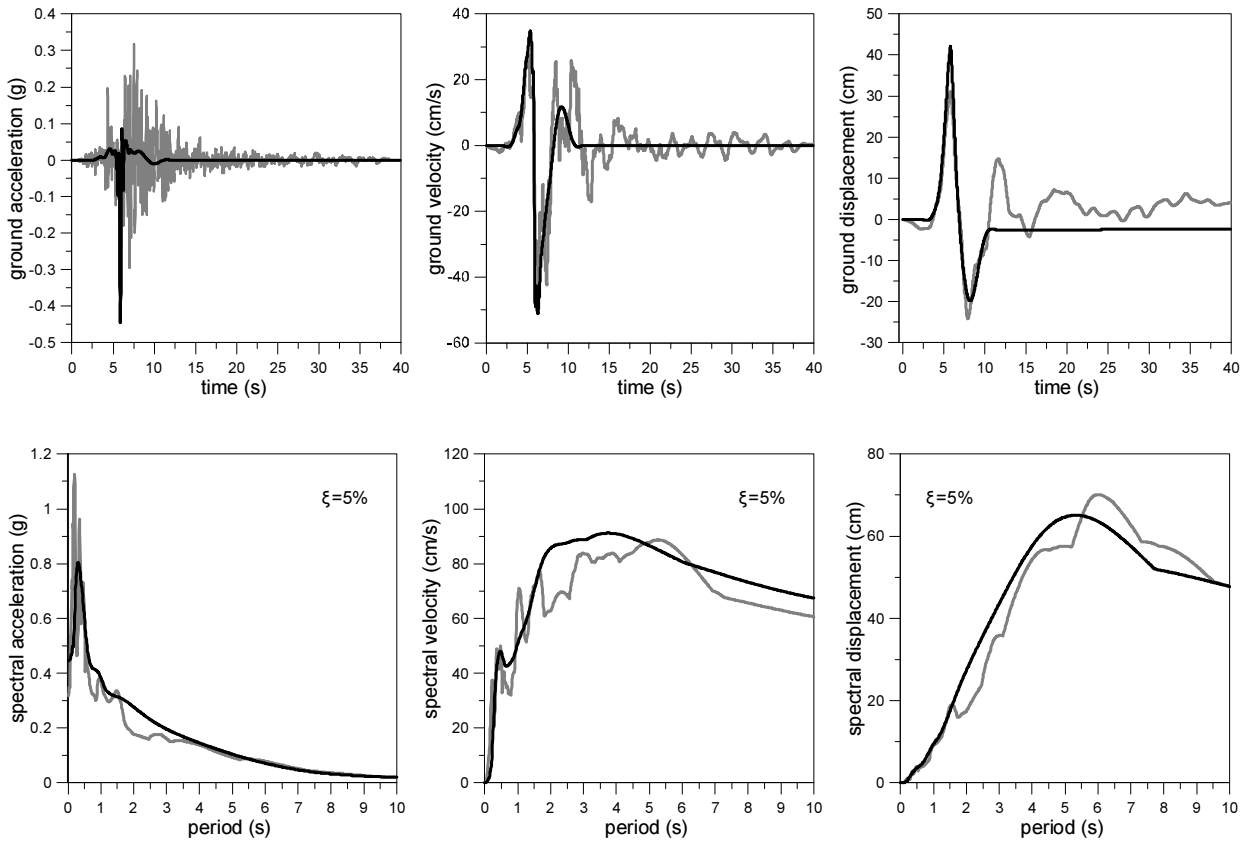 ground acceleration (g)
0.4
0.3
0.2
0.1
0
-0.1
-0.2
-0.3
-0.4
-0.5
0 5 10 15 20 25 30 35 40
time (s)
ground velocity (cm/s)
40
20
0
-20
-40
-60
0 5 10 15 20 25 30 35 40
time (s)
ground displacement (cm)
50
40
30
20
10
0
-10
-20
-30
0 5 10 15 20 25 30 35 40
time (s)
spectral acceleration (g)
1.2
1
0.8
0.6
0.4
0.2
0
ξ=5%
0 1 2 3 4 5 6 7 8 9 10
period (s)
spectral velocity (cm/s)
120
100
80
60
40
20
0
ξ=5%
0 1 2 3 4 5 6 7 8 9 10
period (s)
spectral displacement (cm)
80
60
40
20
0
ξ=5%
0 1 2 3 4 5 6 7 8 9 10
period (s)